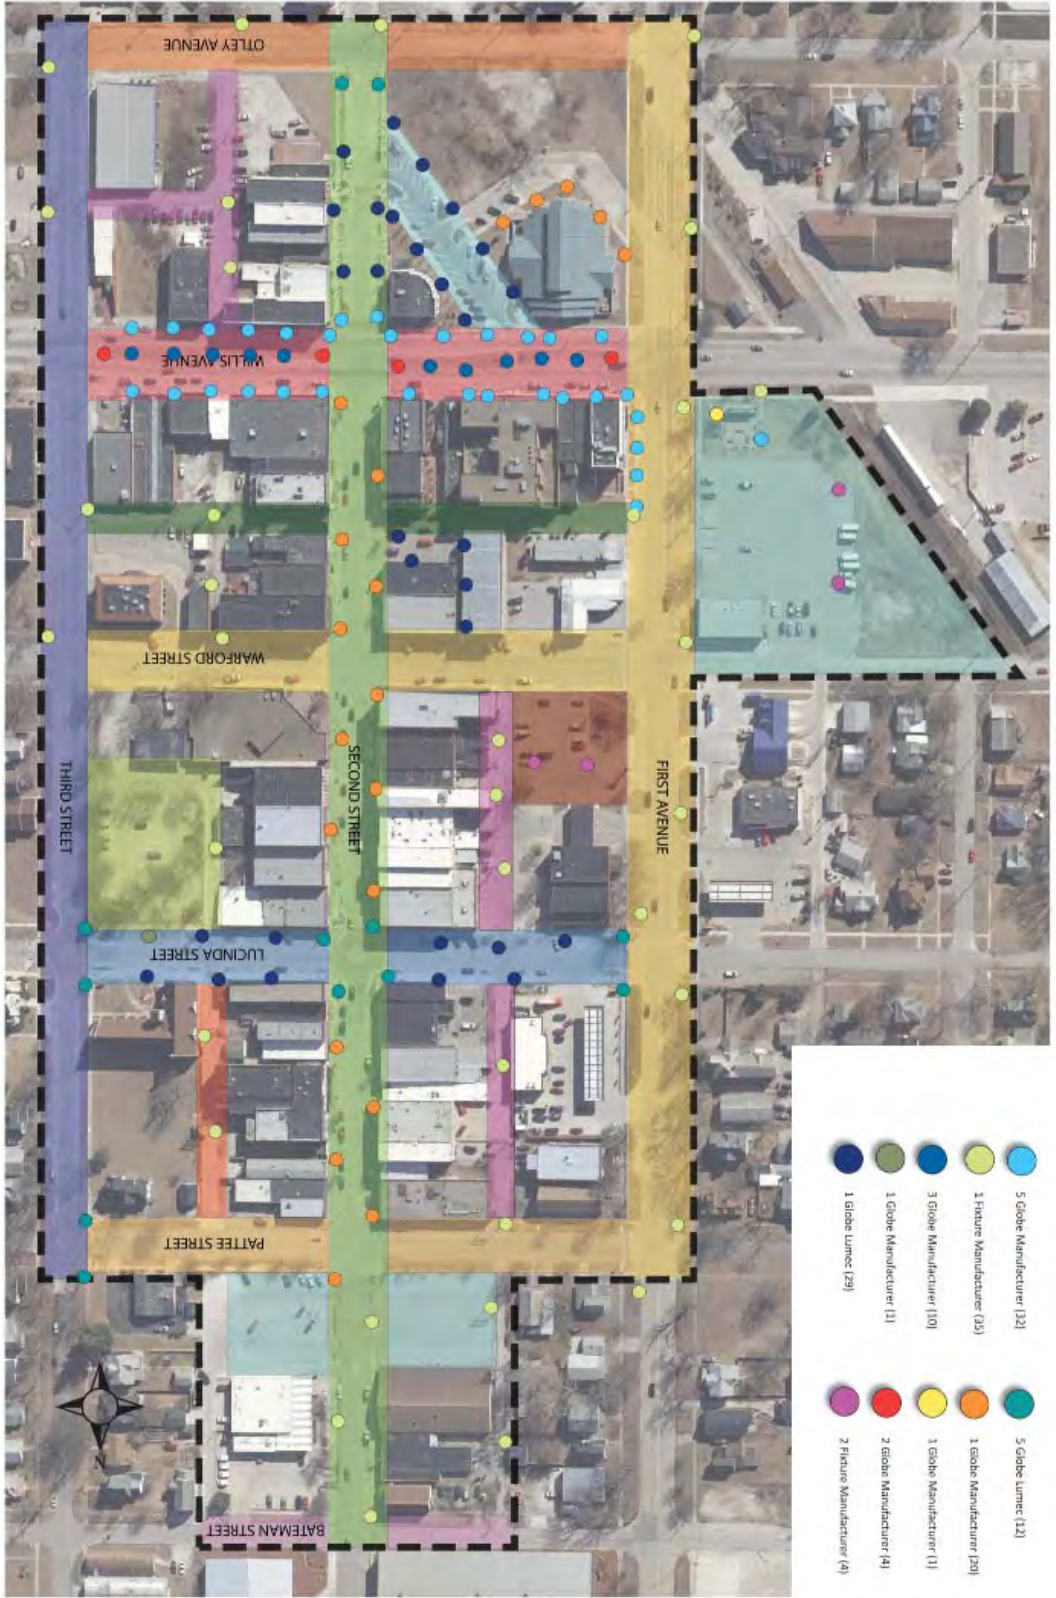 OTLEY AVENUE
WILLIS AVENUE
WARFORD STREET
THIRD STREET
SECOND STREET
FIRST AVENUE
LUCINDA STREET
PATTEE STREET
BATEMAN STREET
N
5 Globe Manufacturer (32)
1 Fixture Manufacturer (35)
3 Globe Manufacturer (10)
1 Globe Manufacturer (1)
1 Globe Lumec (29)
5 Globe Lumec (12)
1 Globe Manufacturer (20)
1 Globe Manufacturer (1)
2 Globe Manufacturer (4)
2 Fixture Manufacturer (4)